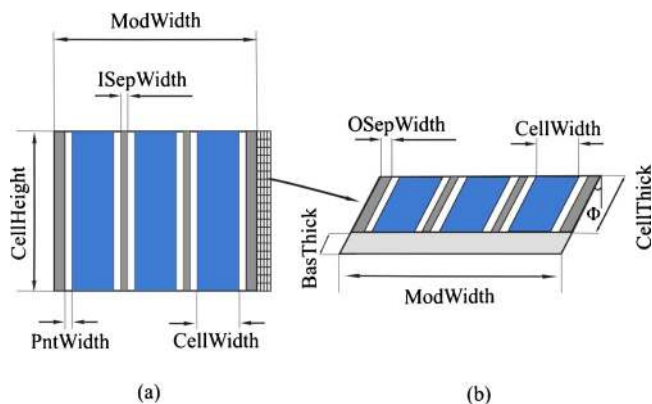 ModWidth
ISepWidth
CellHeight
PntWidth
CellWidth
(a)
OSepWidth
CellWidth
BasThick
Φ
CellThick
ModWidth
(b)